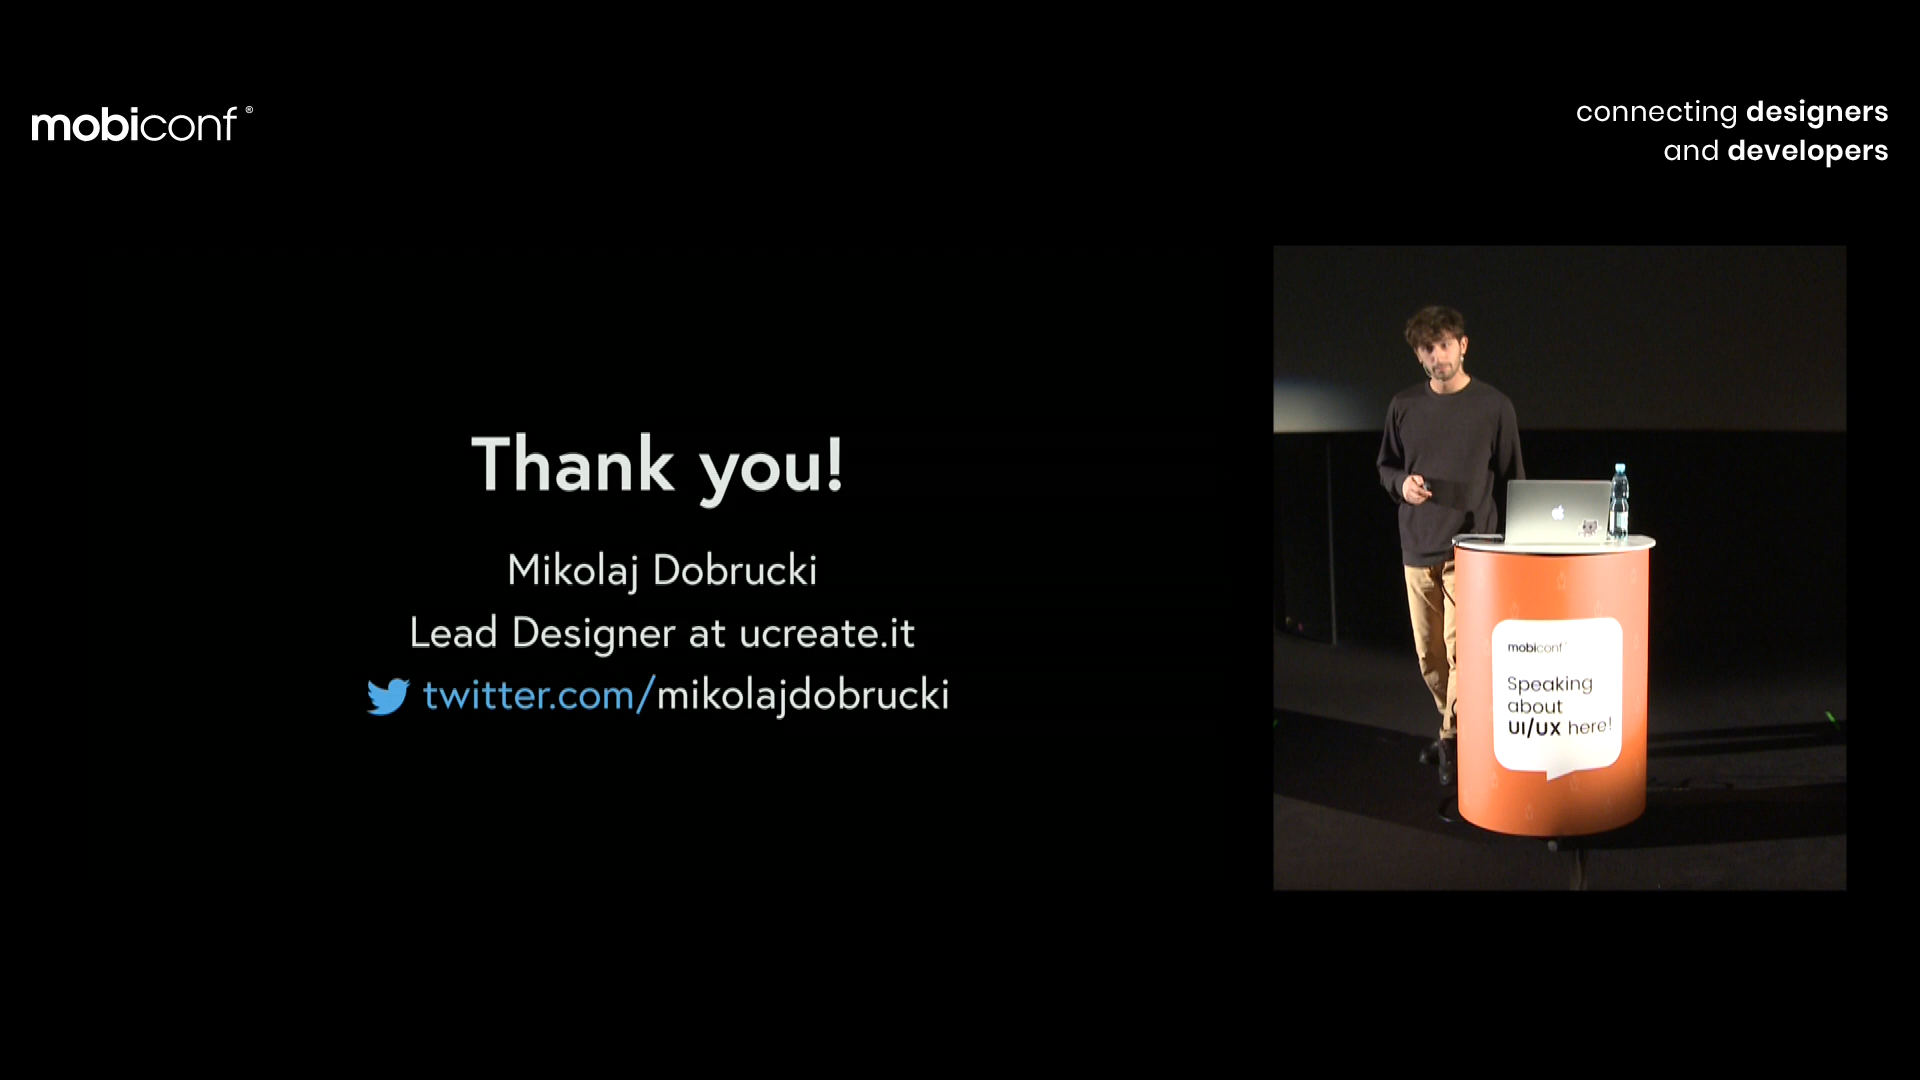 mobiconf®
connecting designers
and developers
Thank you!
Mikolaj Dobrucki
Lead Designer at ucreate.it
twitter.com/mikolajdobrucki
mobiconf
Speaking
about
UI/UX here!